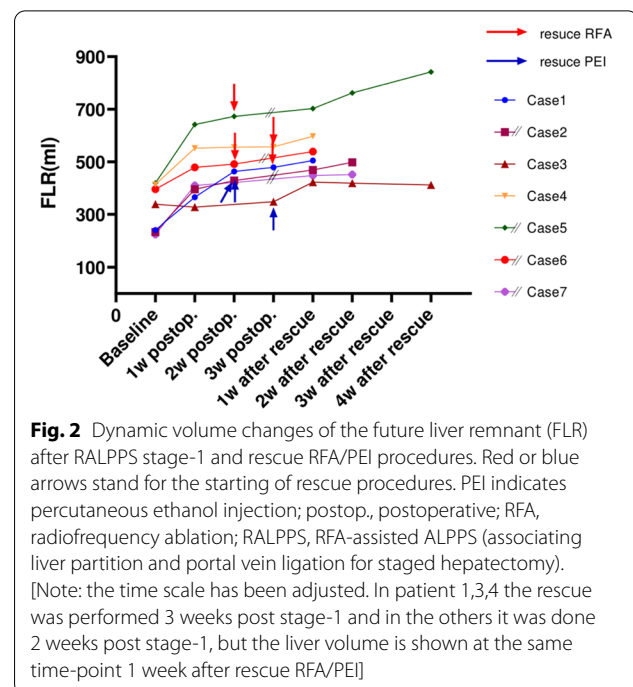 900
700
500
300
100
0
FLR(ml)
Baseline
1w postop.
2w postop.
3w postop.
1w after rescue
2w after rescue
3w after rescue
4w after rescue
resuce RFA
resuce PEI
Case1
Case2
Case3
Case4
Case5
Case6
Case7
Fig. 2 Dynamic volume changes of the future liver remnant (FLR)
after RALPPS stage-1 and rescue RFA/PEI procedures. Red or blue
arrows stand for the starting of rescue procedures. PEI indicates
percutaneous ethanol injection; postop., postoperative; RFA,
radiofrequency ablation; RALPPS, RFA-assisted ALPPS (associating
liver partition and portal vein ligation for staged hepatectomy).
[Note: the time scale has been adjusted. In patient 1,3,4 the rescue
was performed 3 weeks post stage-1 and in the others it was done
2 weeks post stage-1, but the liver volume is shown at the same
time-point 1 week after rescue RFA/PEI]